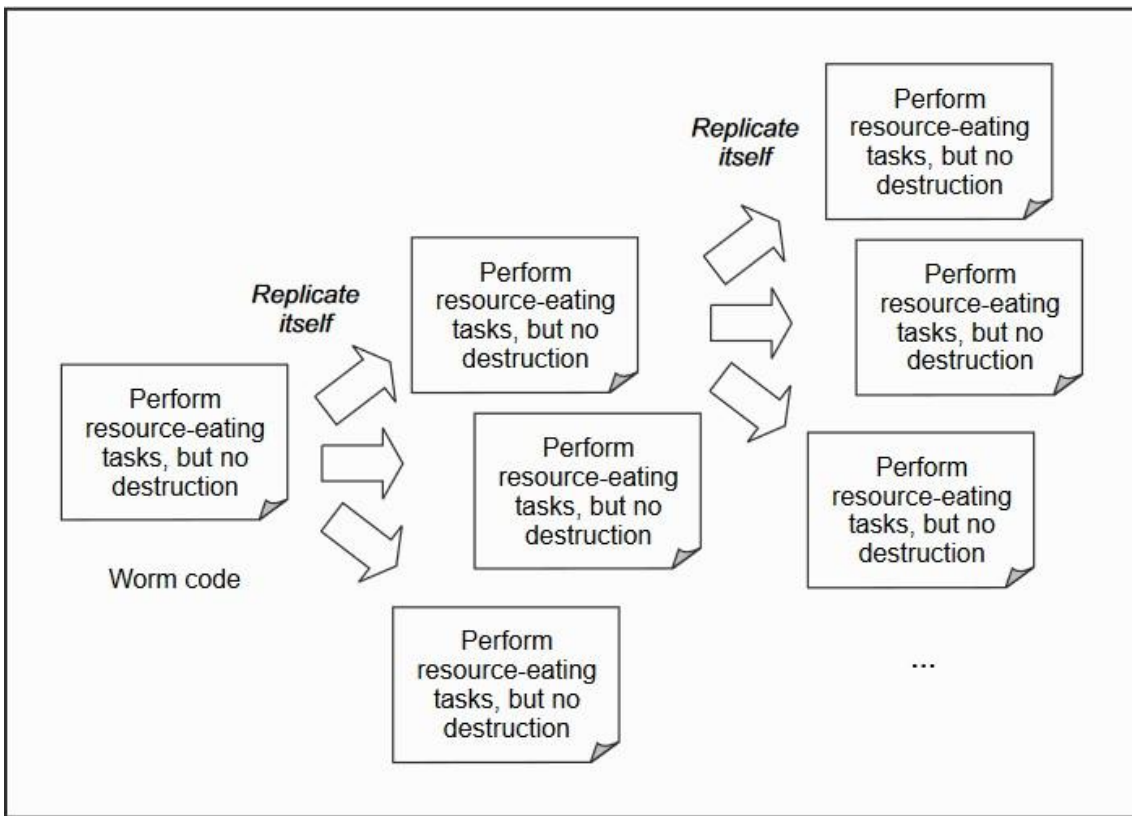 Perform
resource-eating
tasks, but no
destruction
Worm code
Replicate
itself
Perform
resource-eating
tasks, but no
destruction
Perform
resource-eating
tasks, but no
destruction
Perform
resource-eating
tasks, but no
destruction
Replicate
itself
Perform
resource-eating
tasks, but no
destruction
Perform
resource-eating
tasks, but no
destruction
Perform
resource-eating
tasks, but no
destruction
...